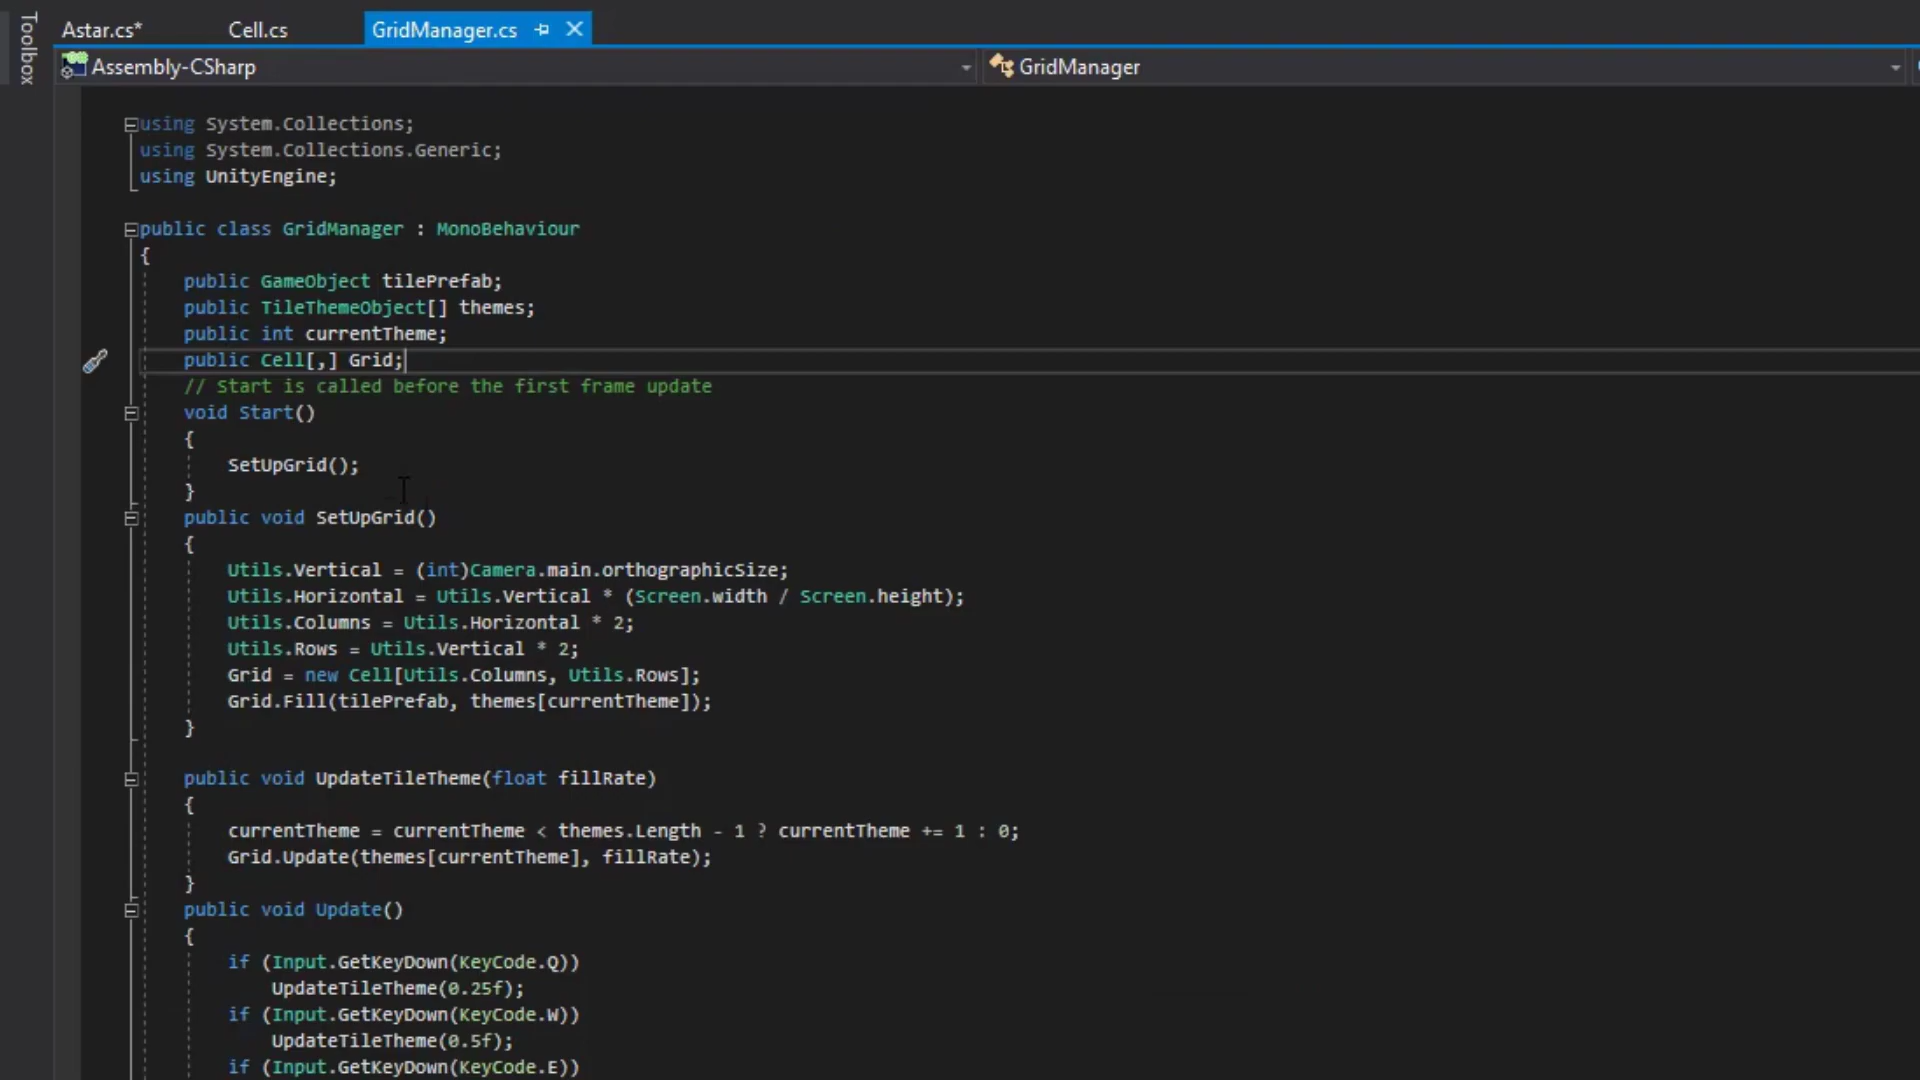 Toolbox
Astar.cs* Cell.cs GridManager.cs
Assembly-CSharp GridManager
using System.Collections;
using System.Collections.Generic;
using UnityEngine;
public class GridManager : MonoBehaviour
{
public GameObject tilePrefab;
public TileThemeObject[] themes;
public int currentTheme;
public Cell[,] Grid;
// Start is called before the first frame update
void Start()
{
SetUpGrid();
}
public void SetUpGrid()
{
Utils.Vertical = (int)Camera.main.orthographicSize;
Utils.Horizontal = Utils.Vertical * (Screen.width / Screen.height);
Utils.Columns = Utils.Horizontal * 2;
Utils.Rows = Utils.Vertical * 2;
Grid = new Cell[Utils.Columns, Utils.Rows];
Grid.Fill(tilePrefab, themes[currentTheme]);
}
public void UpdateTileTheme(float fillRate)
{
currentTheme = currentTheme < themes.Length - 1 ? currentTheme += 1 : 0;
Grid.Update(themes[currentTheme], fillRate);
}
public void Update()
{
if (Input.GetKeyDown(KeyCode.Q))
UpdateTileTheme(0.25f);
if (Input.GetKeyDown(KeyCode.W))
UpdateTileTheme(0.5f);
if (Input.GetKeyDown(KeyCode.E))